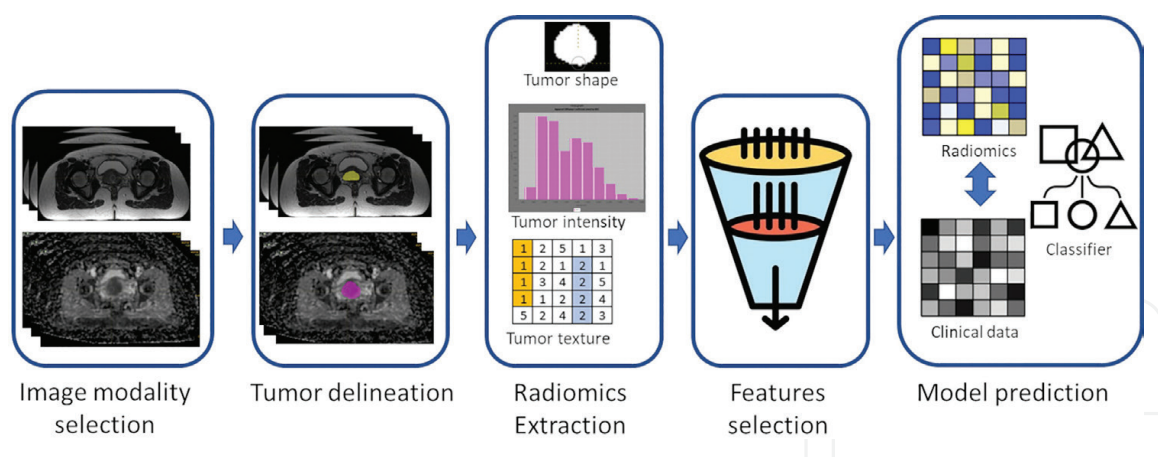 Tumor shape
Tumor intensity
1 2 5 1 3
1 2 1 2 1
1 3 4 2 5
1 1 2 2 4
5 2 4 2 3
Tumor texture
Radiomics
Classifier
Clinical data
Image modality
selection
Tumor delineation
Radiomics
Extraction
Features
selection
Model prediction